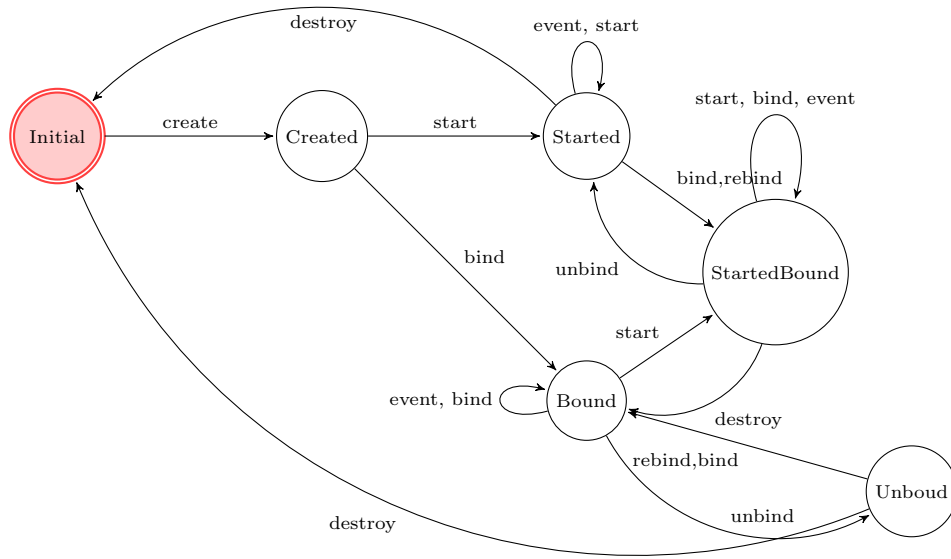 destroy
event, start
start, bind, event
Initial
create
Created
start
Started
bind,rebind
unbind
StartedBound
bind
start
event, bind
Bound
destroy
rebind,bind
Unboud
unbind
destroy